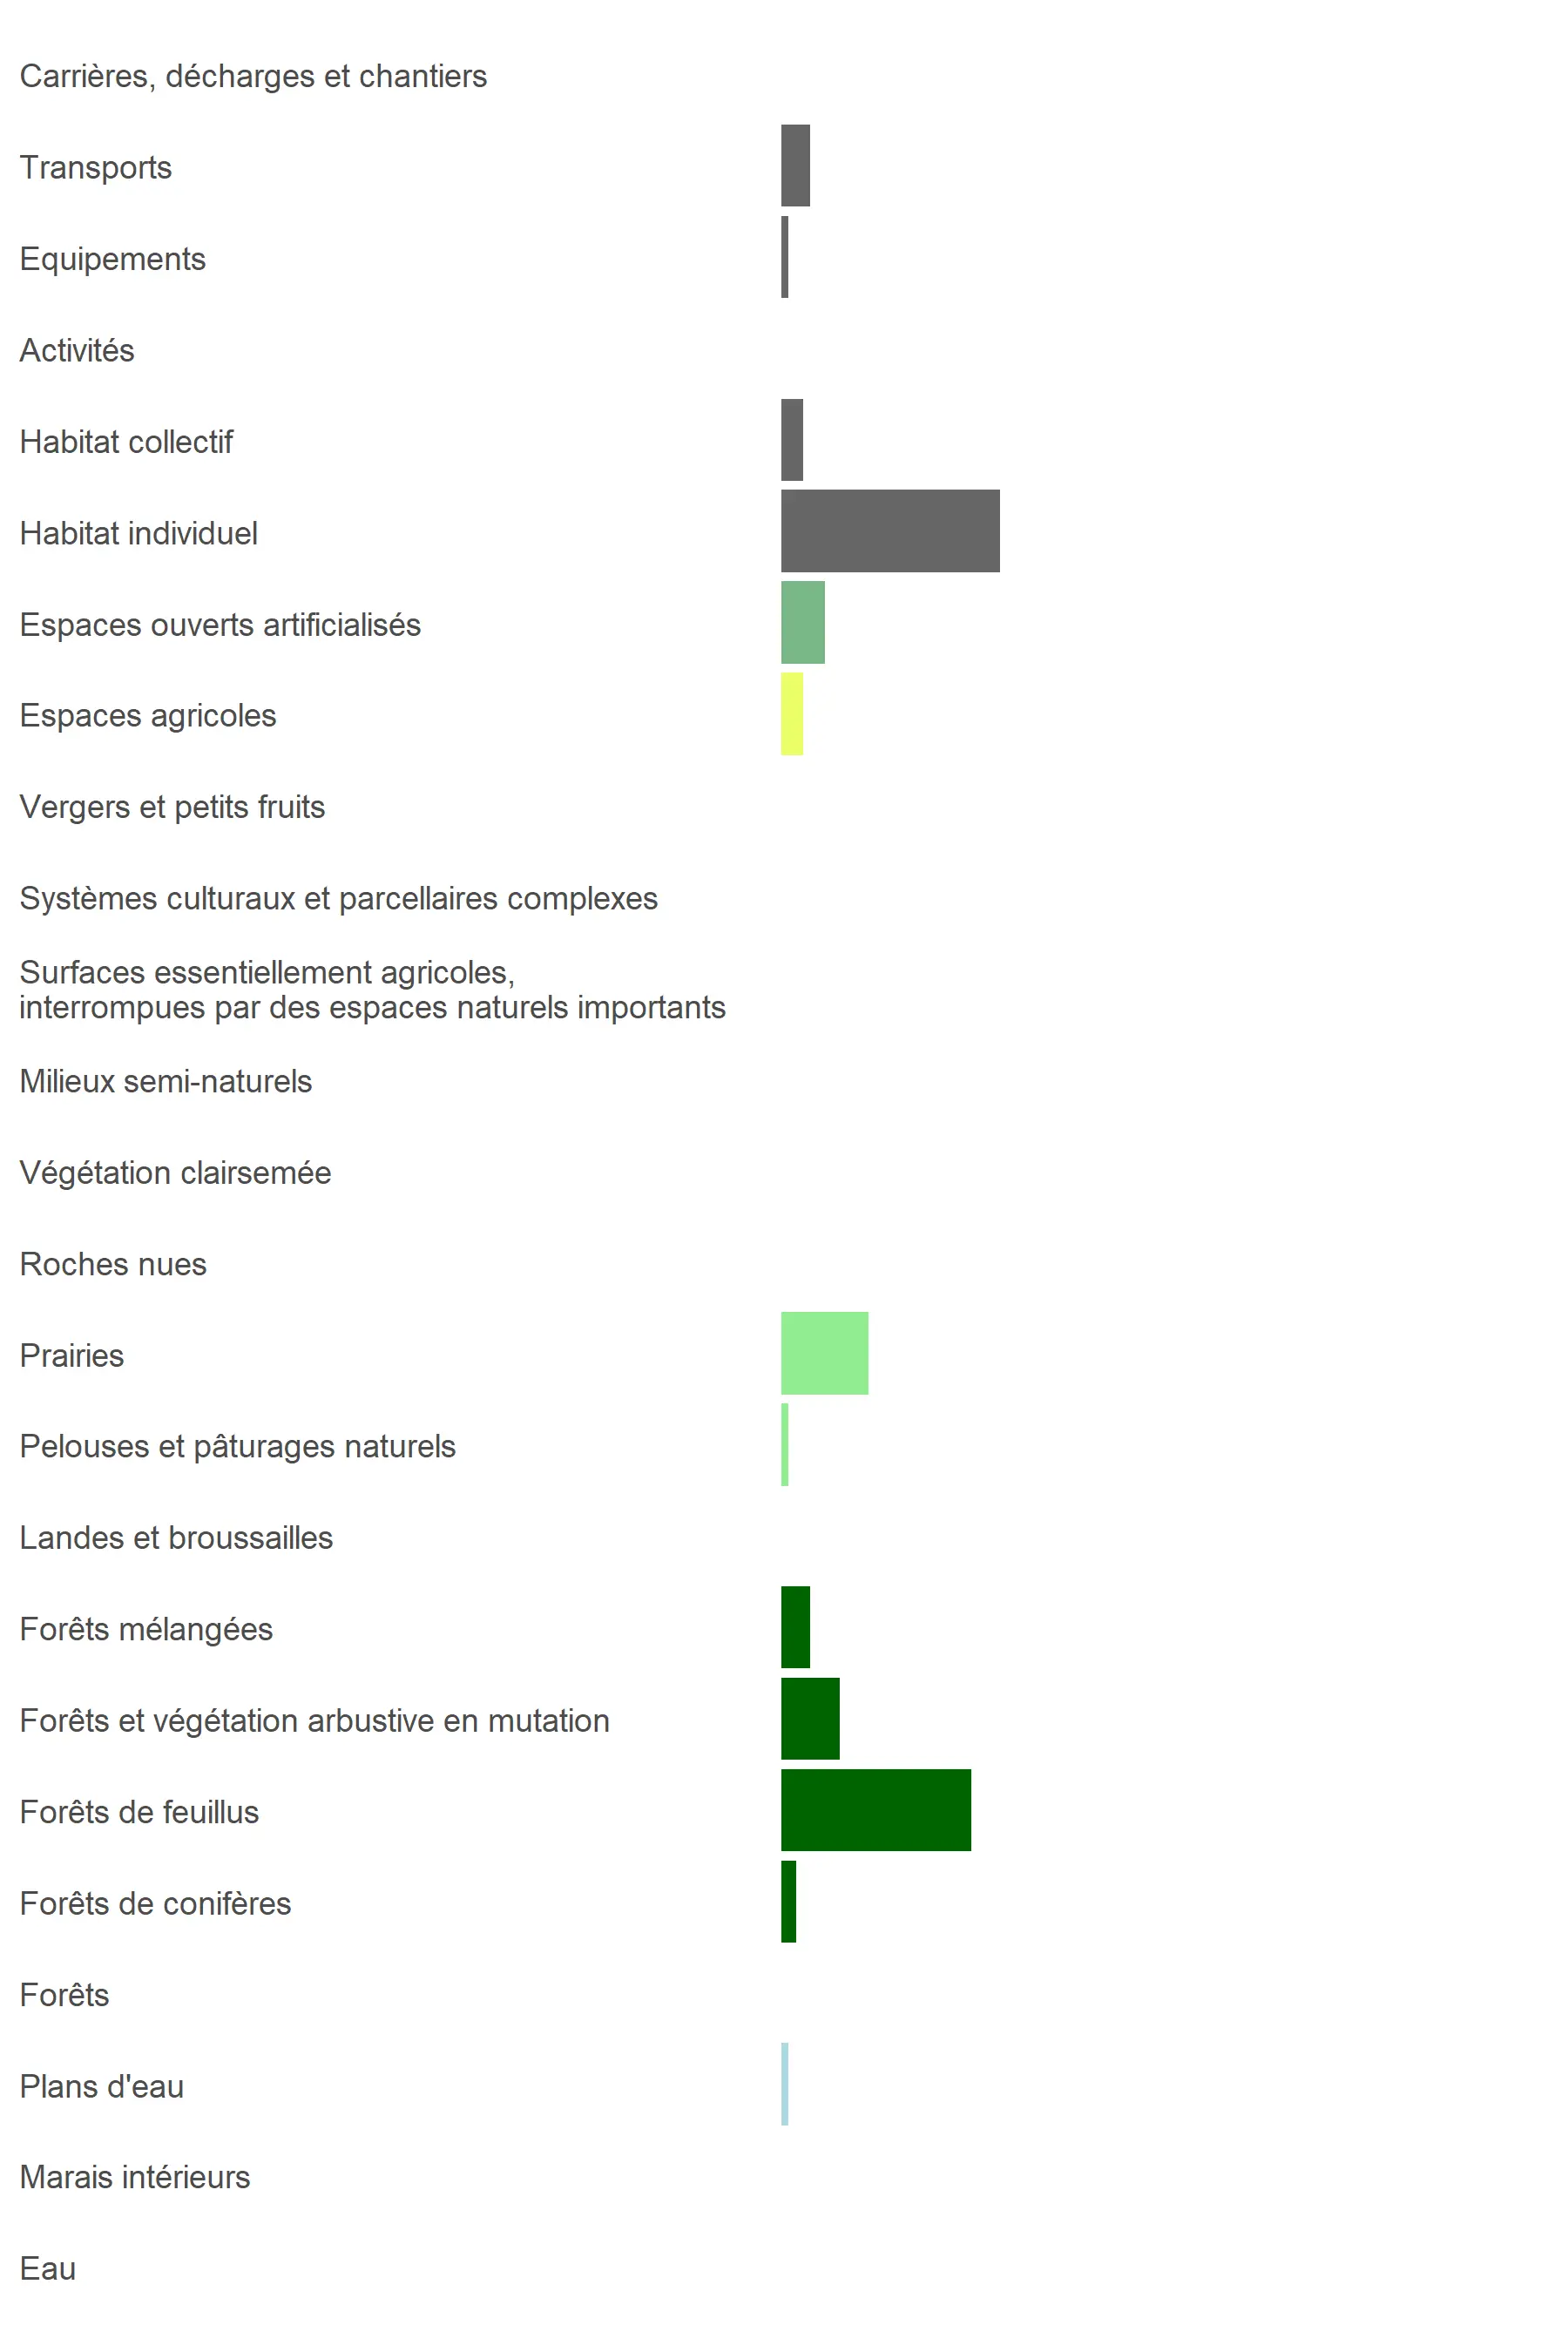 Carrières, décharges et chantiers
Transports
Equipements
Activités
Habitat collectif
Habitat individuel
Espaces ouverts artificialisés
Espaces agricoles
Vergers et petits fruits
Systèmes culturaux et parcellaires complexes
Surfaces essentiellement agricoles,
interrompues par des espaces naturels importants
Milieux semi-naturels
Végétation clairsemée
Roches nues
Prairies
Pelouses et pâturages naturels
Landes et broussailles
Forêts mélangées
Forêts et végétation arbustive en mutation
Forêts de feuillus
Forêts de conifères
Forêts
Plans d'eau
Marais intérieurs
Eau